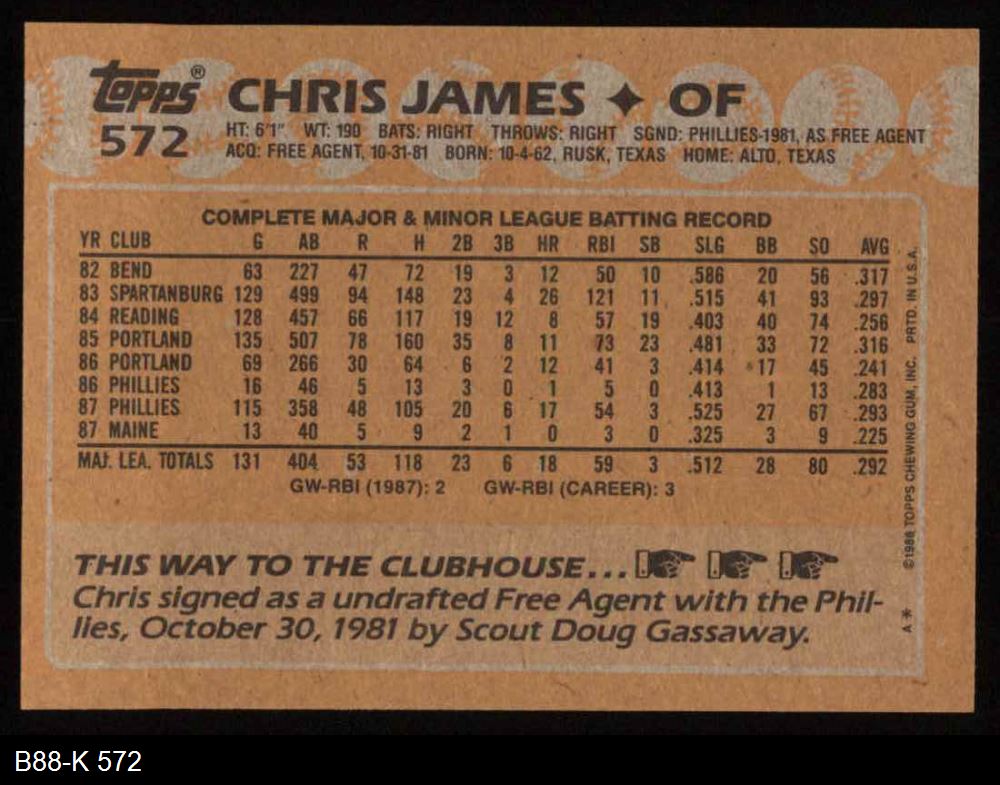 topps® CHRIS JAMES ✦ OF
572
HT: 6'1" WT: 190 BATS: RIGHT THROWS: RIGHT SGND: PHILLIES-1981, AS FREE AGENT
ACQ: FREE AGENT, 10-31-81 BORN: 10-4-62, RUSK, TEXAS HOME: ALTO, TEXAS
COMPLETE MAJOR & MINOR LEAGUE BATTING RECORD
YR CLUB G AB R H 2B 3B HR RBI SB SLG BB SO AVG
82 BEND 63 227 47 72 19 3 12 50 10 .586 20 56 .317
83 SPARTANBURG 129 499 94 148 23 4 26 121 11 .515 41 93 .297
84 READING 128 457 66 117 19 12 8 57 19 .403 40 74 .256
85 PORTLAND 135 507 78 160 35 8 11 73 23 .481 33 72 .316
86 PORTLAND 69 266 30 64 6 2 12 41 3 .414 17 45 .241
86 PHILLIES 16 46 5 13 3 0 1 5 0 .413 1 13 .283
87 PHILLIES 115 358 48 105 20 6 17 54 3 .525 27 67 .293
87 MAINE 13 40 5 9 2 1 0 3 0 .325 3 9 .225
MAJ. LEA. TOTALS 131 404 53 118 23 6 18 59 3 .512 28 80 .292
GW-RBI (1987): 2 GW-RBI (CAREER): 3
THIS WAY TO THE CLUBHOUSE...
Chris signed as a undrafted Free Agent with the Phil-
lies, October 30, 1981 by Scout Doug Gassaway.
A ** ©1988 TOPPS CHEWING GUM, INC. PRTD. IN U.S.A.
B88-K 572